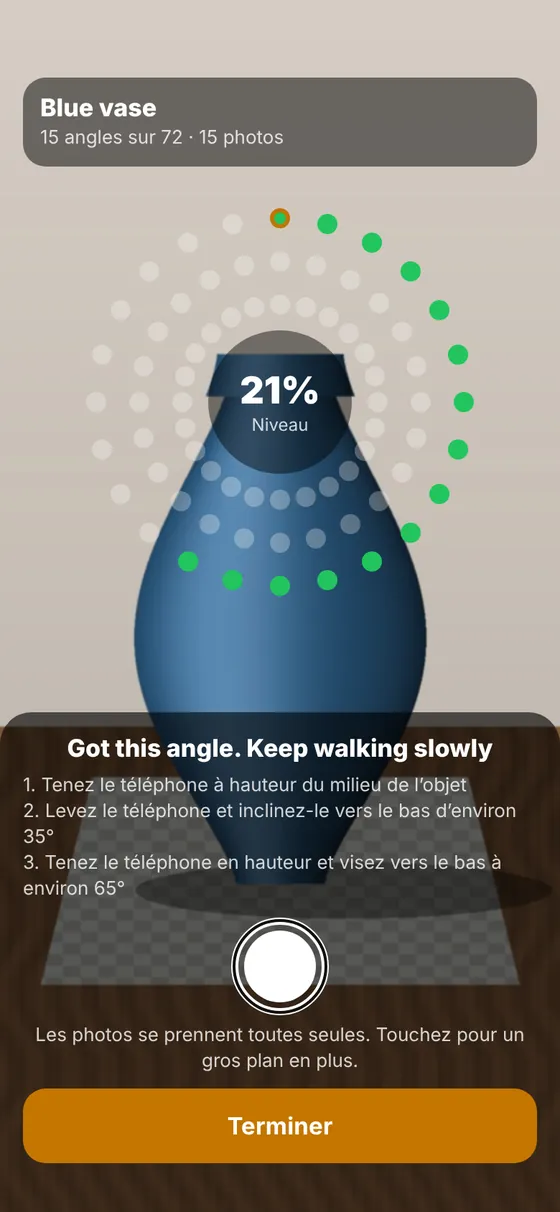 Blue vase
15 angles sur 72 · 15 photos
21%
Niveau
Got this angle. Keep walking slowly
1. Tenez le téléphone à hauteur du milieu de l’objet
2. Levez le téléphone et inclinez-le vers le bas d’environ
35°
3. Tenez le téléphone en hauteur et visez vers le bas à
environ 65°
Les photos se prennent toutes seules. Touchez pour un
gros plan en plus.
Terminer